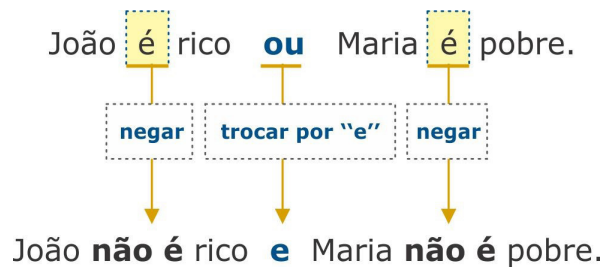 João é rico ou Maria é pobre.
negar trocar por “e” negar
João não é rico e Maria não é pobre.